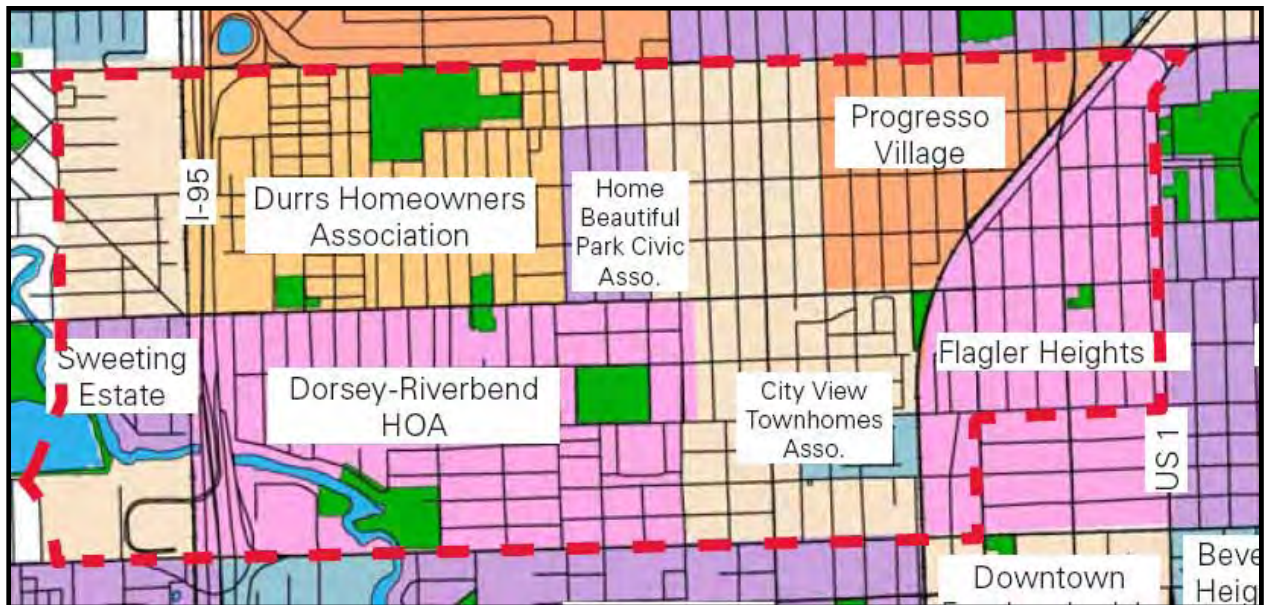 Progresso
Village
I-95
Durrs Homeowners
Association
Home
Beautiful
Park Civic
Asso.
Sweeting
Estate
Flagler Heights
Dorsey-Riverbend
HOA
City View
Townhomes
Asso.
US 1
Downtown
Beve
Heig